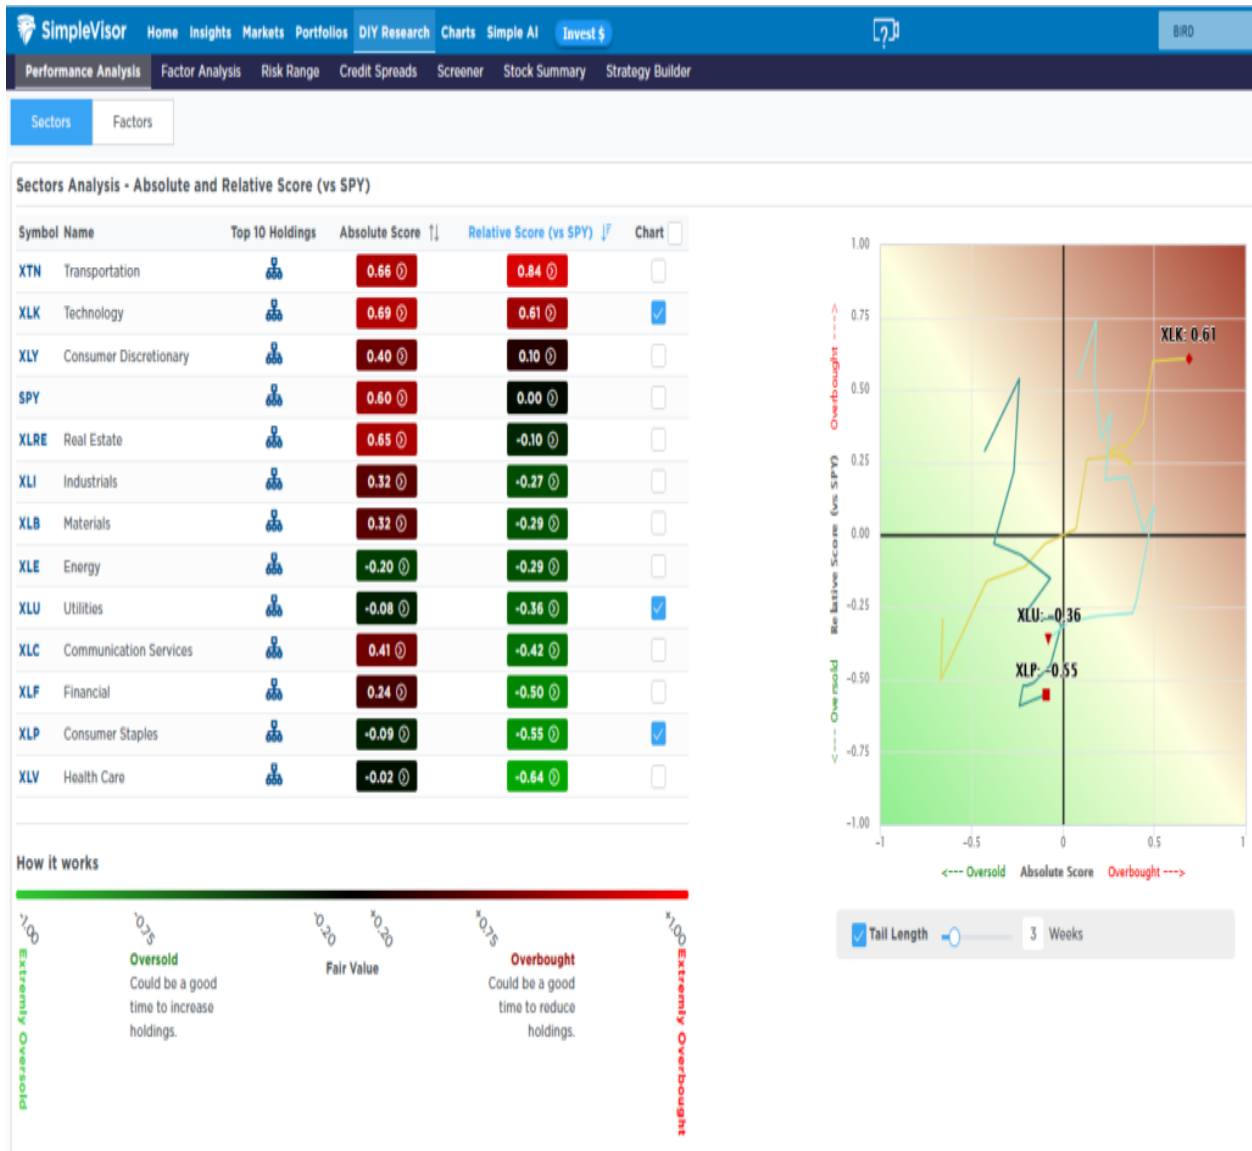 SimpleVisor Home Insights Markets Portfolios DIY Research Charts Simple AI Invest $ BIRD
Performance Analysis Factor Analysis Risk Range Credit Spreads Screener Stock Summary Strategy Builder
Sectors Factors
Sectors Analysis - Absolute and Relative Score (vs SPY)
Symbol Name Top 10 Holdings Absolute Score Relative Score (vs SPY) Chart
XTN Transportation 0.66 0.84
XLK Technology 0.69 0.61
XLY Consumer Discretionary 0.40 0.10
SPY 0.60 0.00
XLRE Real Estate 0.65 -0.10
XLI Industrials 0.32 -0.27
XLB Materials 0.32 -0.29
XLE Energy -0.20 -0.29
XLU Utilities -0.08 -0.36
XLC Communication Services 0.41 -0.42
XLF Financial 0.24 -0.50
XLP Consumer Staples -0.09 -0.55
XLV Health Care -0.02 -0.64
<--- Oversold Relative Score (vs SPY) Overbought --->
1.00
0.75
0.50
0.25
0.00
-0.25
-0.50
-0.75
-1.00
XLK: 0.61
XLU: -0.36
XLP: -0.55
-1 -0.5 0 0.5 1
<--- Oversold Absolute Score Overbought --->
Tail Length 3 Weeks
How it works
-1.00 -0.75 -0.20 +0.20 +0.75 +1.00
Extremly Oversold
Oversold
Could be a good
time to increase
holdings.
Fair Value
Overbought
Could be a good
time to reduce
holdings.
Extremly Overbought